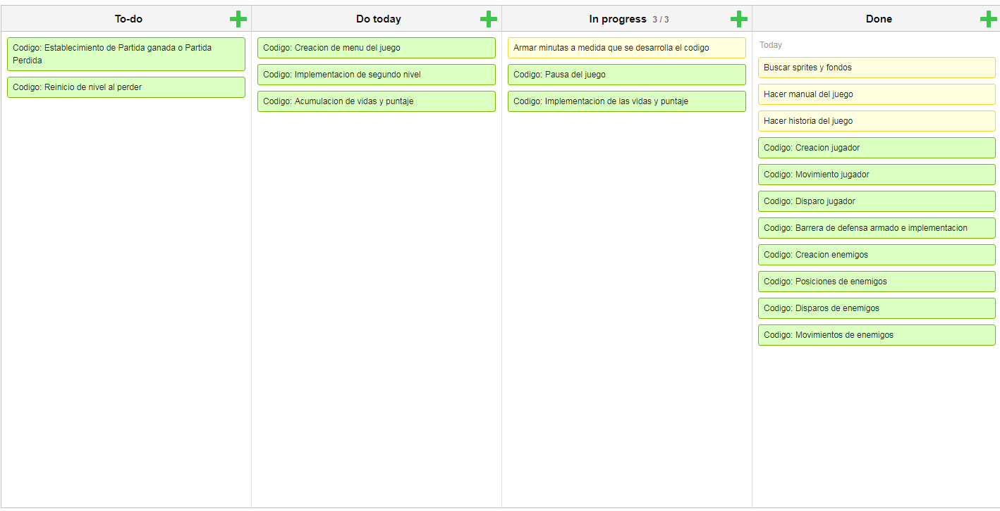 To-do
Codigo: Establecimiento de Partida ganada o Partida
Perdida
Codigo: Reinicio de nivel al perder
Do today
Codigo: Creacion de menu del juego
Codigo: Implementacion de segundo nivel
Codigo: Acumulacion de vidas y puntaje
In progress 3 / 3
Armar minutas a medida que se desarrolla el codigo
Codigo: Pausa del juego
Codigo: Implementacion de las vidas y puntaje
Done
Today
Buscar sprites y fondos
Hacer manual del juego
Hacer historia del juego
Codigo: Creacion jugador
Codigo: Movimiento jugador
Codigo: Disparo jugador
Codigo: Barrera de defensa armado e implementacion
Codigo: Creacion enemigos
Codigo: Posiciones de enemigos
Codigo: Disparos de enemigos
Codigo: Movimientos de enemigos